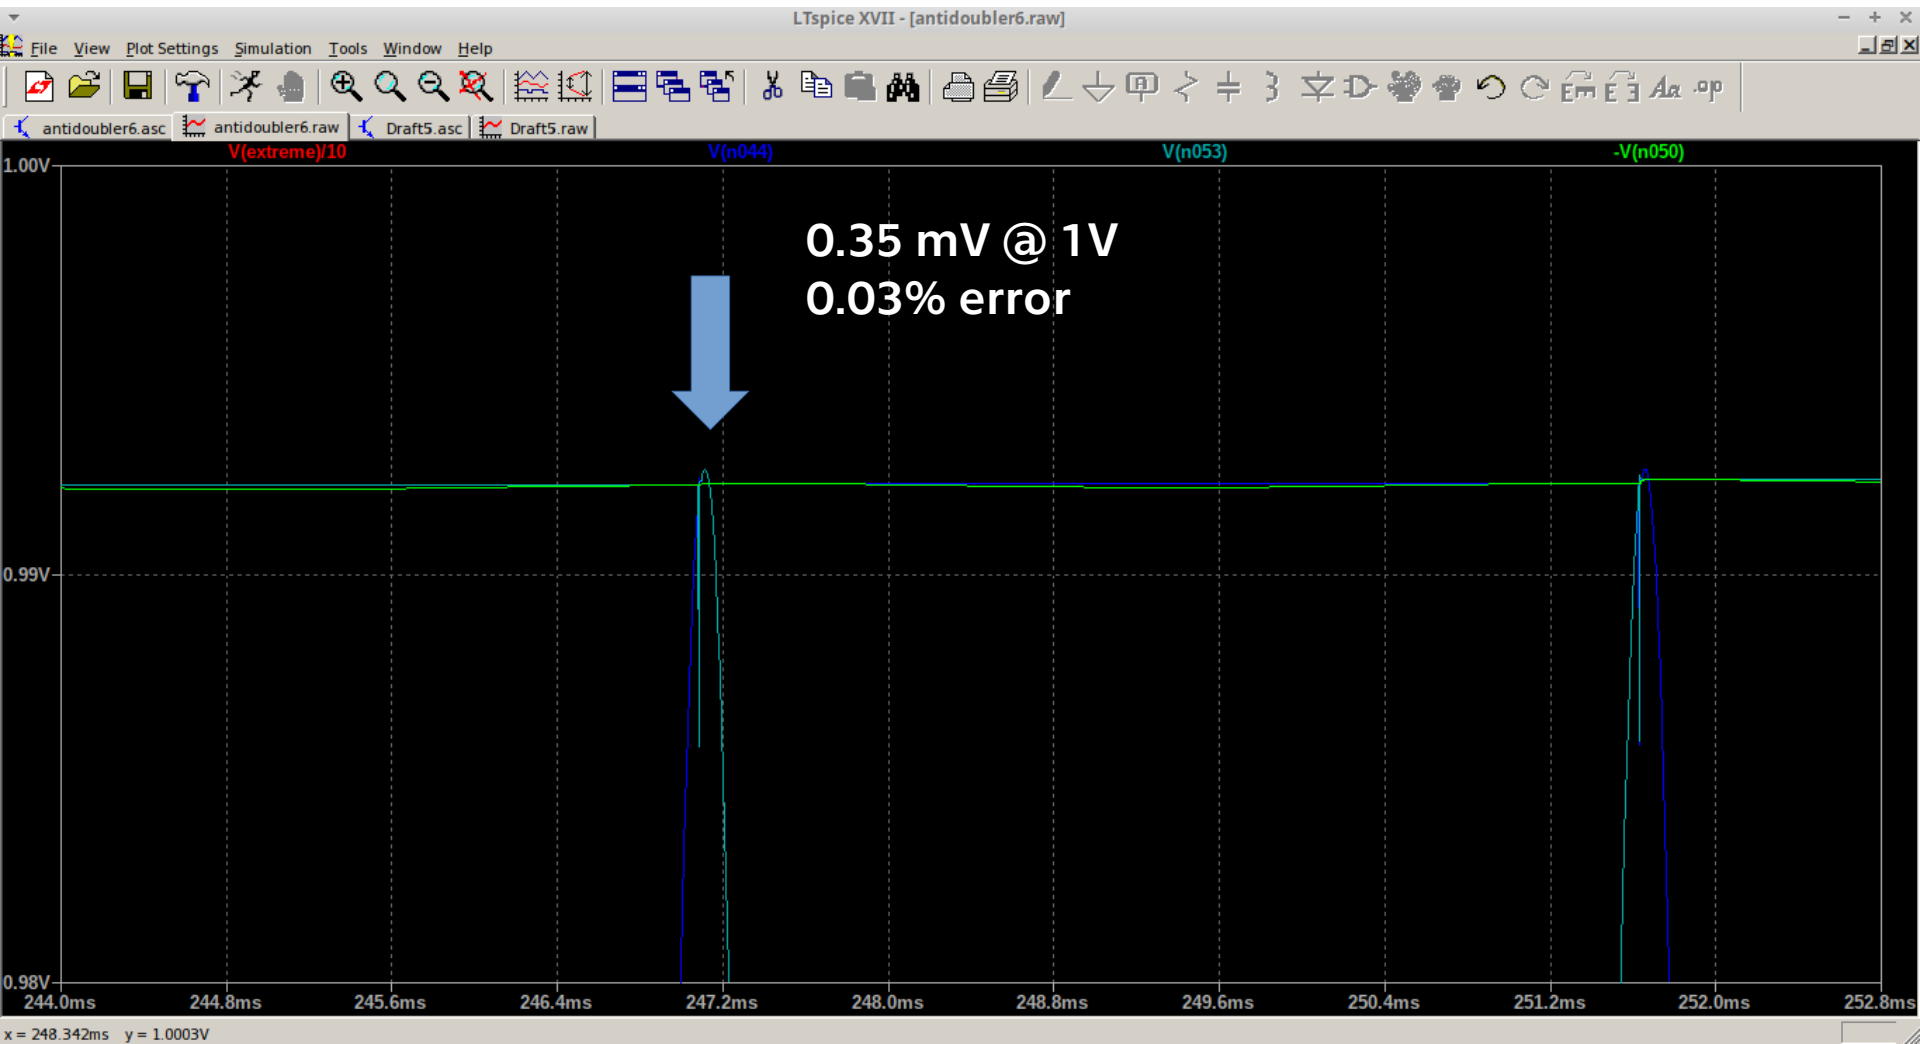 LTspice XVII - [antidoubler6.raw]
File View Plot Settings Simulation Tools Window Help
antidoubler6.asc antidoubler6.raw Draft5.asc Draft5.raw
V(extreme)/10 V(n044) V(n053) -V(n050)
1.00V
0.35 mV @ 1V
0.03% error
0.99V
0.98V
244.0ms 244.8ms 245.6ms 246.4ms 247.2ms 248.0ms 248.8ms 249.6ms 250.4ms 251.2ms 252.0ms 252.8ms
x = 248.342ms y = 1.0003V